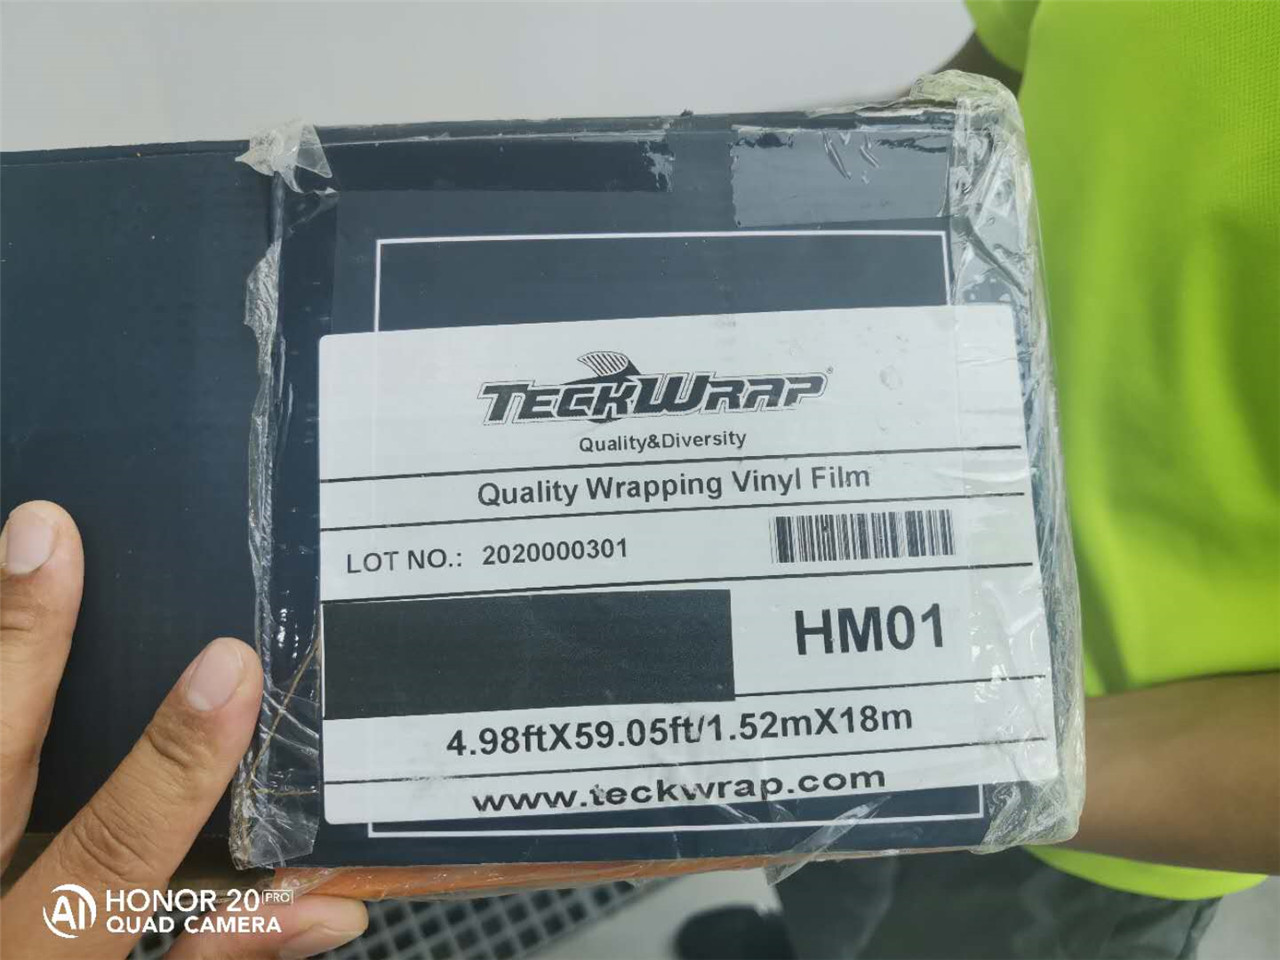 TECKWRAP®
Quality&Diversity
Quality Wrapping Vinyl Film
LOT NO.: 2020000301
HM01
4.98ftX59.05ft/1.52mX18m
www.teckwrap.com
AI HONOR 20 PRO
QUAD CAMERA